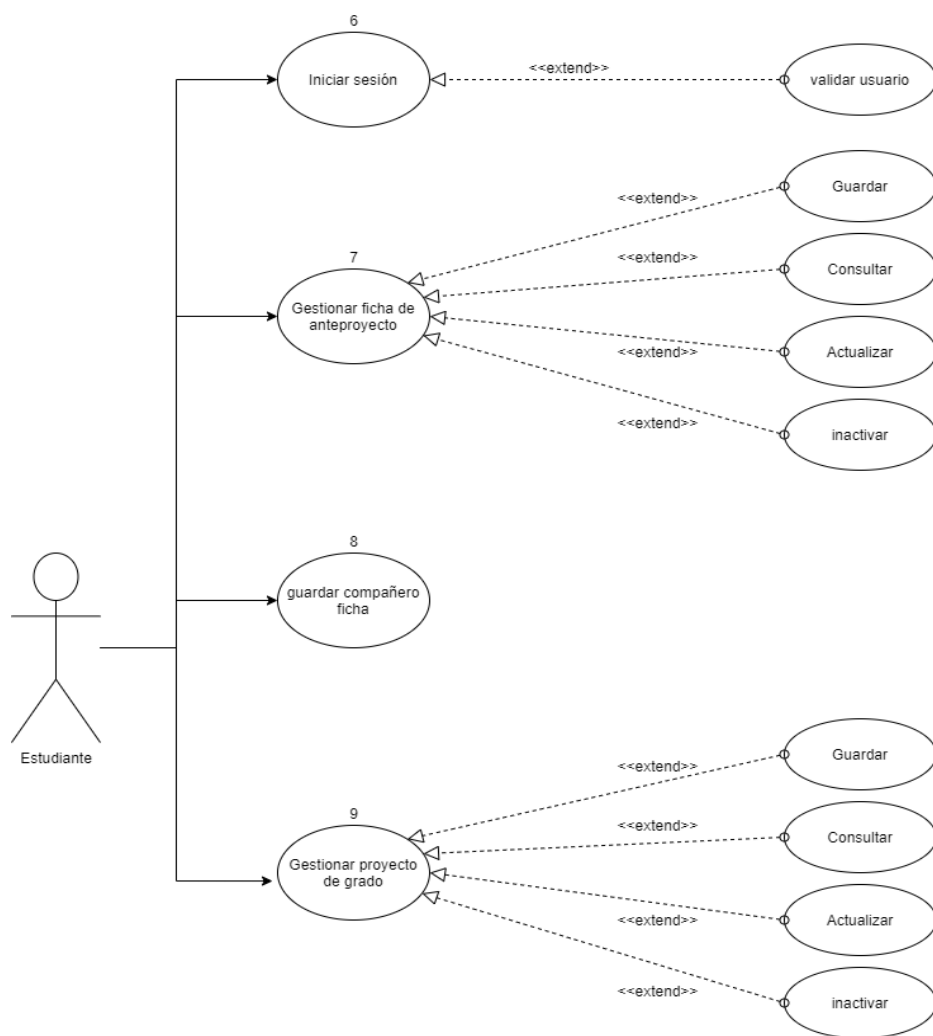 6
Iniciar sesión
<<extend>>
validar usuario
Guardar
<<extend>>
7
Gestionar ficha de
anteproyecto
<<extend>>
Consultar
<<extend>>
Actualizar
<<extend>>
inactivar
8
guardar compañero
ficha
Estudiante
9
Gestionar proyecto
de grado
<<extend>>
Guardar
<<extend>>
Consultar
<<extend>>
Actualizar
<<extend>>
inactivar